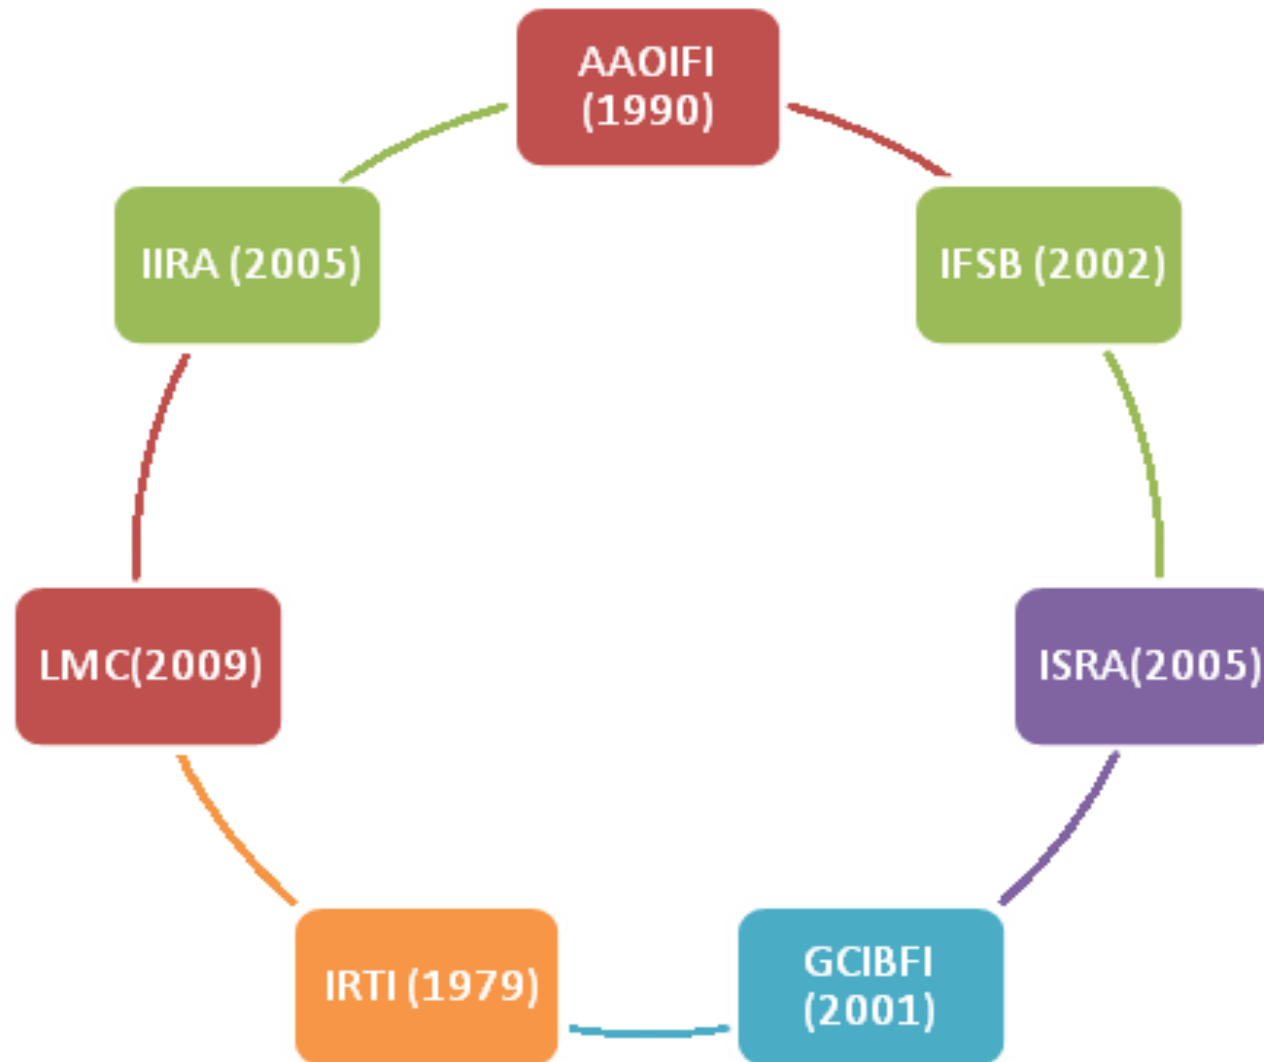 AAOIFI
(1990)
IFSB (2002)
ISRA(2005)
GCIBFI
(2001)
IRTI (1979)
LMC(2009)
IIRA (2005)